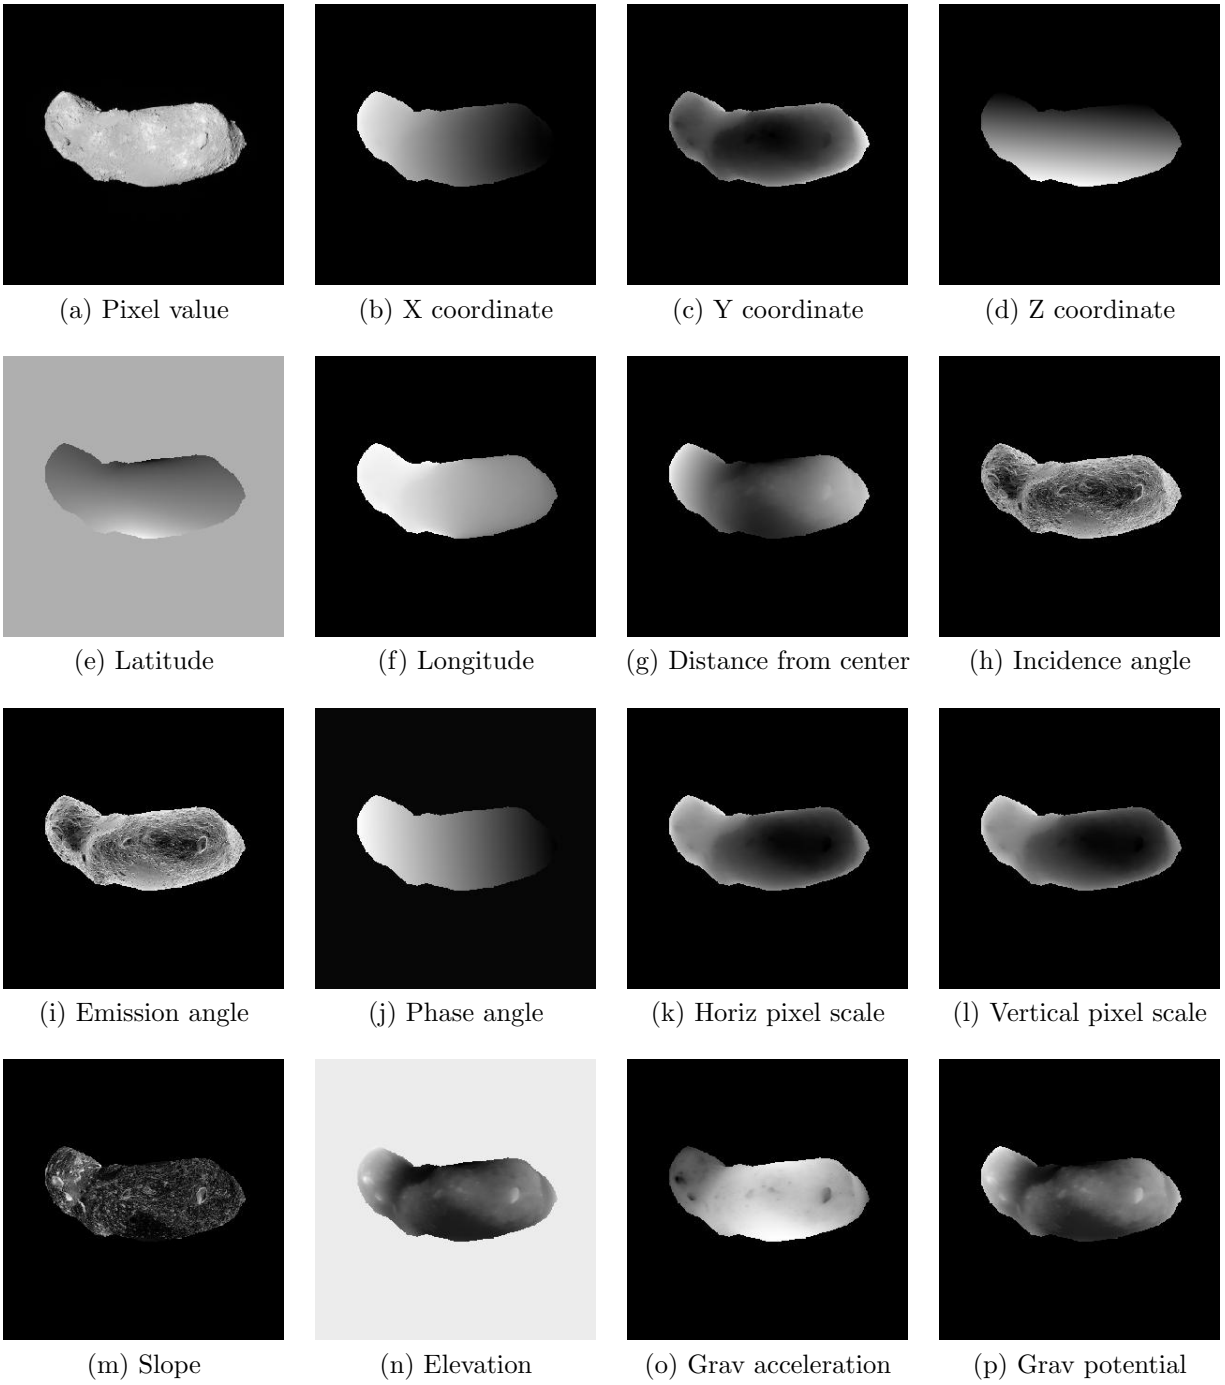 (a) Pixel value
(b) X coordinate
(c) Y coordinate
(d) Z coordinate
(e) Latitude
(f) Longitude
(g) Distance from center
(h) Incidence angle
(i) Emission angle
(j) Phase angle
(k) Horiz pixel scale
(l) Vertical pixel scale
(m) Slope
(n) Elevation
(o) Grav acceleration
(p) Grav potential